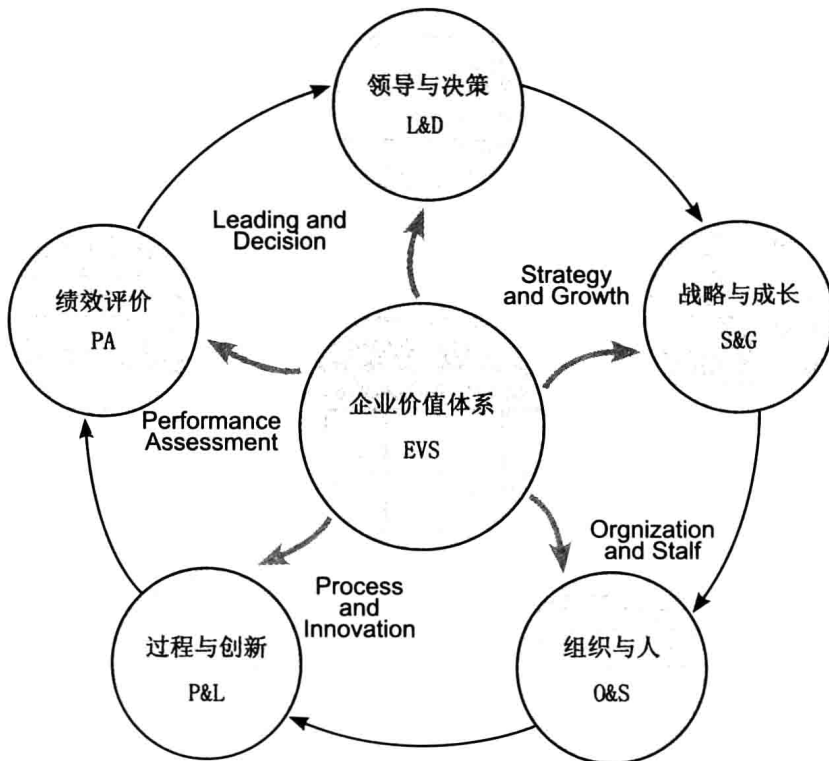 领导与决策
L&D
Leading and
Decision
Strategy
and Growth
战略与成长
S&G
绩效评价
PA
企业价值体系
EVS
Performance
Assessment
Orgnization
and Stalf
Process
and
Innovation
过程与创新
P&L
组织与人
O&S